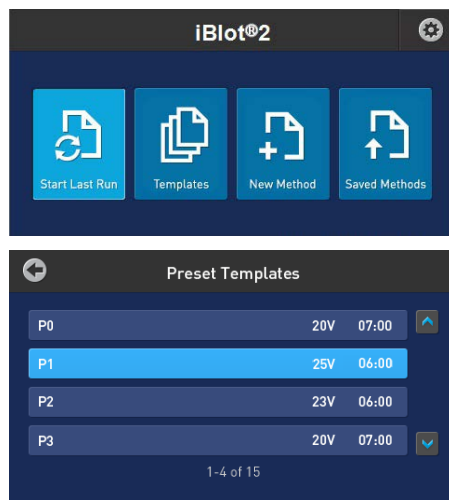 iBlot®2
Start Last Run Templates New Method Saved Methods
Preset Templates
P0 20V 07:00
P1 25V 06:00
P2 23V 06:00
P3 20V 07:00
1-4 of 15